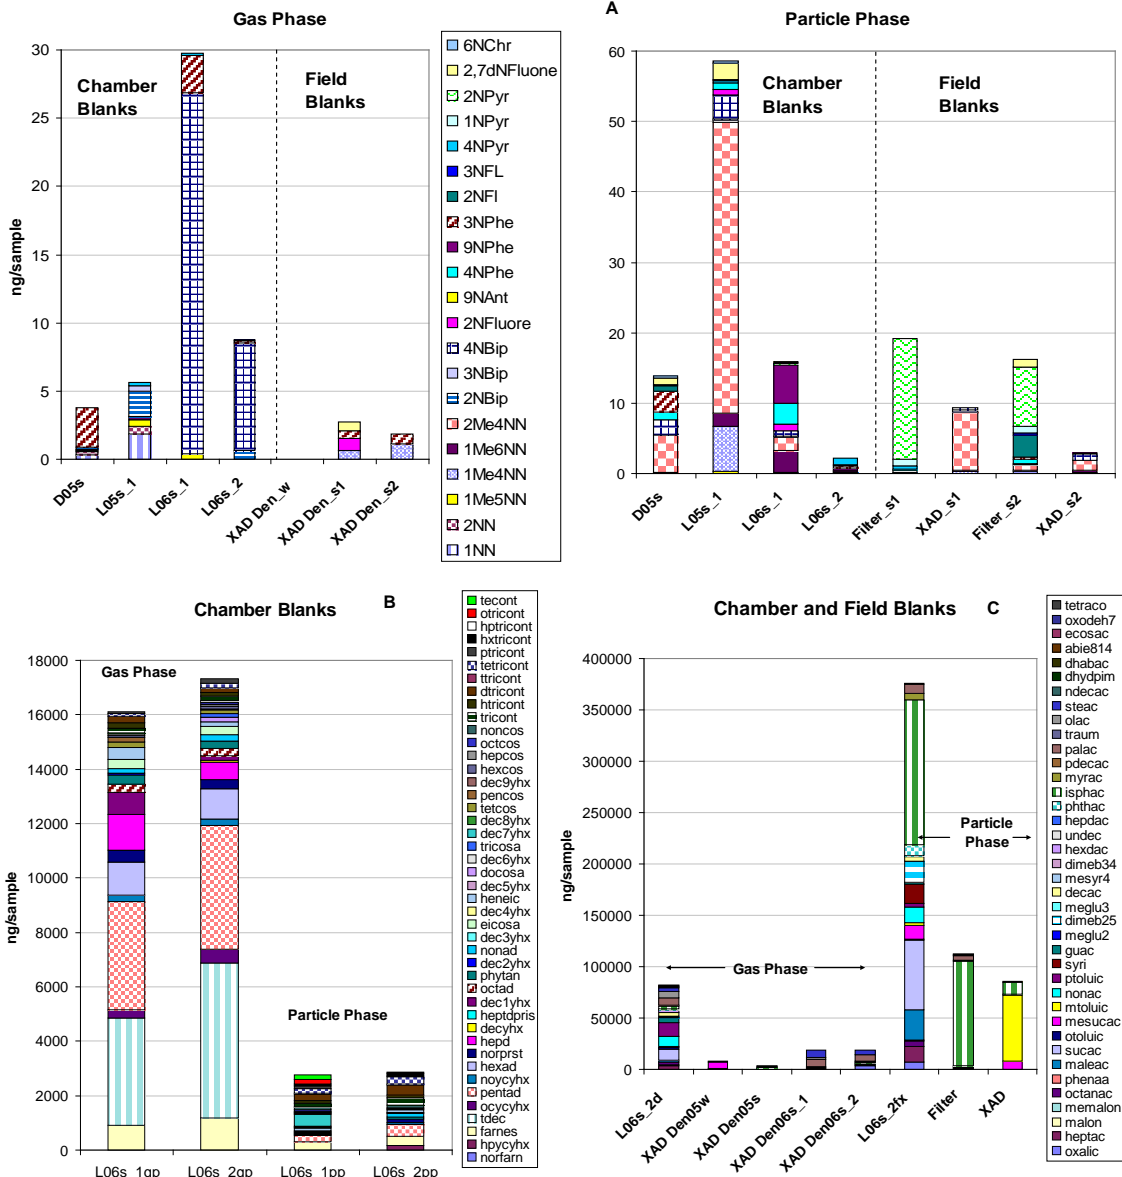 Gas Phase
A
Particle Phase
30
25
20
15
10
5
0
ng/sample
Chamber
Blanks
Field
Blanks
D05s
L05s_1
L06s_1
L06s_2
XAD Den_w
XAD Den_s1
XAD Den_s2
6NChr
2,7dNFluone
2NPyr
1NPyr
4NPyr
3NFL
2NFl
3NPhe
9NPhe
4NPhe
9NAnt
2NFluore
4NBip
3NBip
2NBip
2Me4NN
1Me6NN
1Me4NN
1Me5NN
2NN
1NN
60
50
40
30
20
10
0
Chamber
Blanks
Field
Blanks
D05s
L05s_1
L06s_1
L06s_2
Filter_s1
XAD_s1
Filter_s2
XAD_s2
Chamber Blanks
B
18000
16000
14000
12000
10000
8000
6000
4000
2000
0
ng/sample
Gas Phase
Particle Phase
L06s_1gp
L06s_2gp
L06s_1pp
L06s_2pp
tecont
otricont
hptricont
hxtricont
ptricont
tetricont
ttricont
dtricont
htricont
tricont
noncos
octcos
hepcos
hexcos
dec9yhx
pencos
tetcos
dec8yhx
dec7yhx
tricosa
dec6yhx
docosa
dec5yhx
heneic
dec4yhx
eicosa
dec3yhx
nonad
dec2yhx
phytan
octad
dec1yhx
heptdpris
decyhx
hepd
norprst
hexad
noycyhx
pentad
ocycyhx
tdec
farnes
hpycyhx
norfarn
Chamber and Field Blanks
C
400000
350000
300000
250000
200000
150000
100000
50000
0
ng/sample
Particle
Phase
Gas Phase
L06s_2d
XAD Den05w
XAD Den05s
XAD Den06s_1
XAD Den06s_2
L06s_2fx
Filter
XAD
tetraco
oxodeh7
ecosac
abie814
dhabac
dhydpim
ndecac
steac
olac
traum
palac
pdecac
myrac
isphac
phthac
hepdac
undec
hexdac
dimeb34
mesyr4
decac
meglu3
dimeb25
meglu2
guac
syri
ptoluic
nonac
mtoluic
mesucac
otoluic
sucac
maleac
phenaa
octanac
memalon
malon
heptac
oxalic